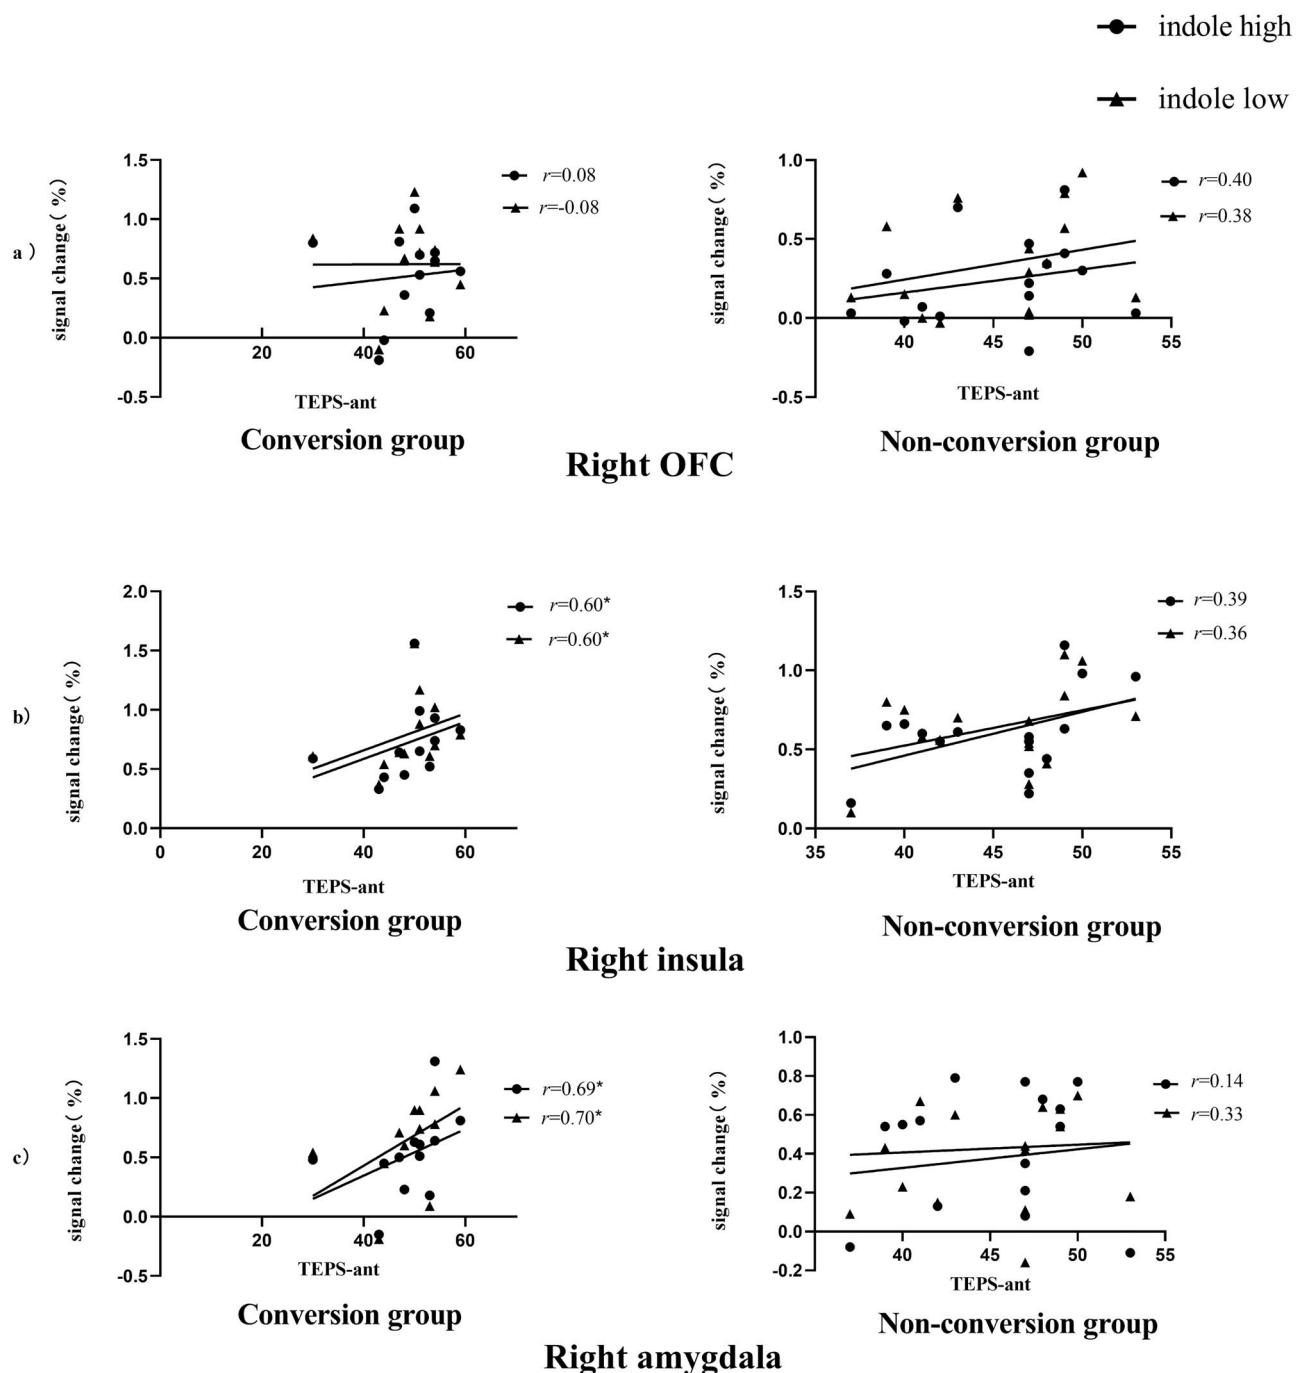 indole high
indole low
a）
signal change（%）
1.5
1.0
0.5
0.0
-0.5
20
40
60
r=0.08
r=-0.08
TEPS-ant
Conversion group
signal change（%）
1.0
0.5
0.0
-0.5
40
45
50
55
r=0.40
r=0.38
TEPS-ant
Non-conversion group
Right OFC
b）
signal change（%）
2.0
1.5
1.0
0.5
0.0
0
20
40
60
r=0.60*
r=0.60*
TEPS-ant
Conversion group
signal change（%）
1.5
1.0
0.5
0.0
35
40
45
50
55
r=0.39
r=0.36
TEPS-ant
Non-conversion group
Right insula
c）
signal change（%）
1.5
1.0
0.5
0.0
-0.5
20
40
60
r=0.69*
r=0.70*
TEPS-ant
Conversion group
signal change（%）
1.0
0.8
0.6
0.4
0.2
0.0
-0.2
40
45
50
55
r=0.14
r=0.33
TEPS-ant
Non-conversion group
Right amygdala